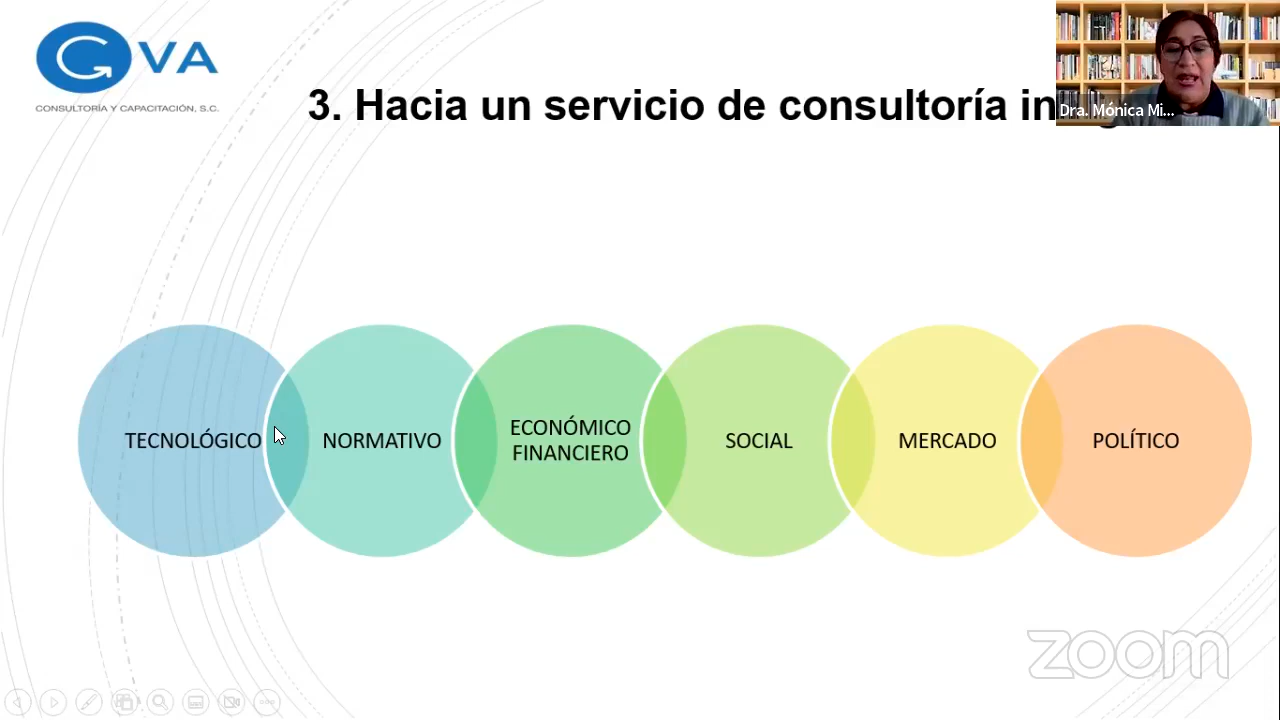 GVA
CONSULTORÍA Y CAPACITACIÓN, S.C.
3. Hacia un servicio de consultoría in
Dra. Mónica Mi...
TECNOLÓGICO
NORMATIVO
ECONÓMICO
FINANCIERO
SOCIAL
MERCADO
POLÍTICO
zoom